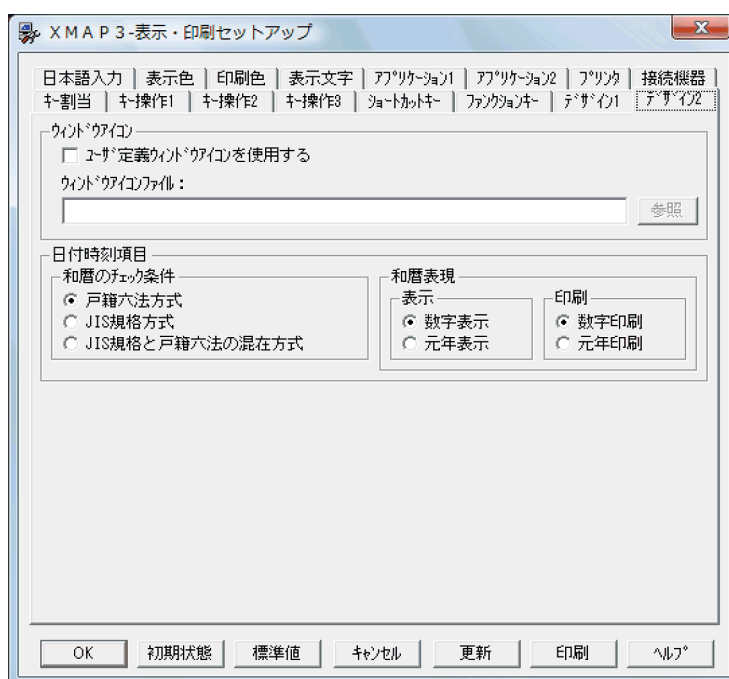 ＸＭＡＰ３-表示・印刷セットアップ
日本語入力 表示色 印刷色 表示文字 ｱﾌﾟﾘｹｰｼｮﾝ1 ｱﾌﾟﾘｹｰｼｮﾝ2 ﾌﾟﾘﾝﾀ 接続機器
ｷｰ割当 ｷｰ操作1 ｷｰ操作2 ｷｰ操作3 ｼｮｰﾄｶｯﾄｷｰ ﾌｧﾝｸｼｮﾝｷｰ ﾃﾞｻﾞｲﾝ1 ﾃﾞｻﾞｲﾝ2
ｳｨﾝﾄﾞｳｱｲｺﾝ
ﾕｰｻﾞ定義ｳｨﾝﾄﾞｳｱｲｺﾝを使用する
ｳｨﾝﾄﾞｳｱｲｺﾝﾌｧｲﾙ：
参照
日付時刻項目
和暦のﾁｪｯｸ条件 和暦表現
表示 印刷
戸籍六法方式 数字表示 数字印刷
JIS規格方式 元年表示 元年印刷
JIS規格と戸籍六法の混在方式
OK 初期状態 標準値 ｷｬﾝｾﾙ 更新 印刷 ﾍﾙﾌﾟ